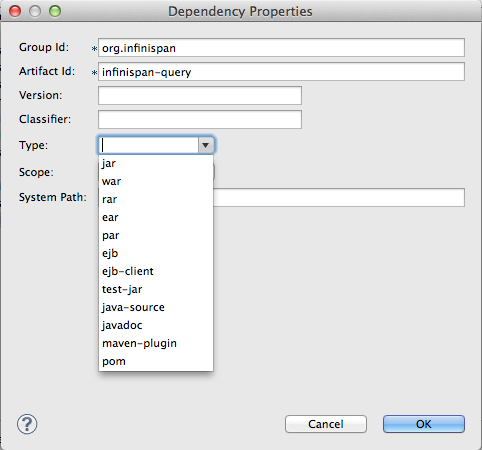 Dependency Properties
Group Id: * org.infinispan
Artifact Id: * infinispan-query
Version:
Classifier:
Type:
jar
war
Scope:
rar
System Path:
ear
par
ejb
ejb-client
test-jar
java-source
javadoc
maven-plugin
pom
? Cancel OK